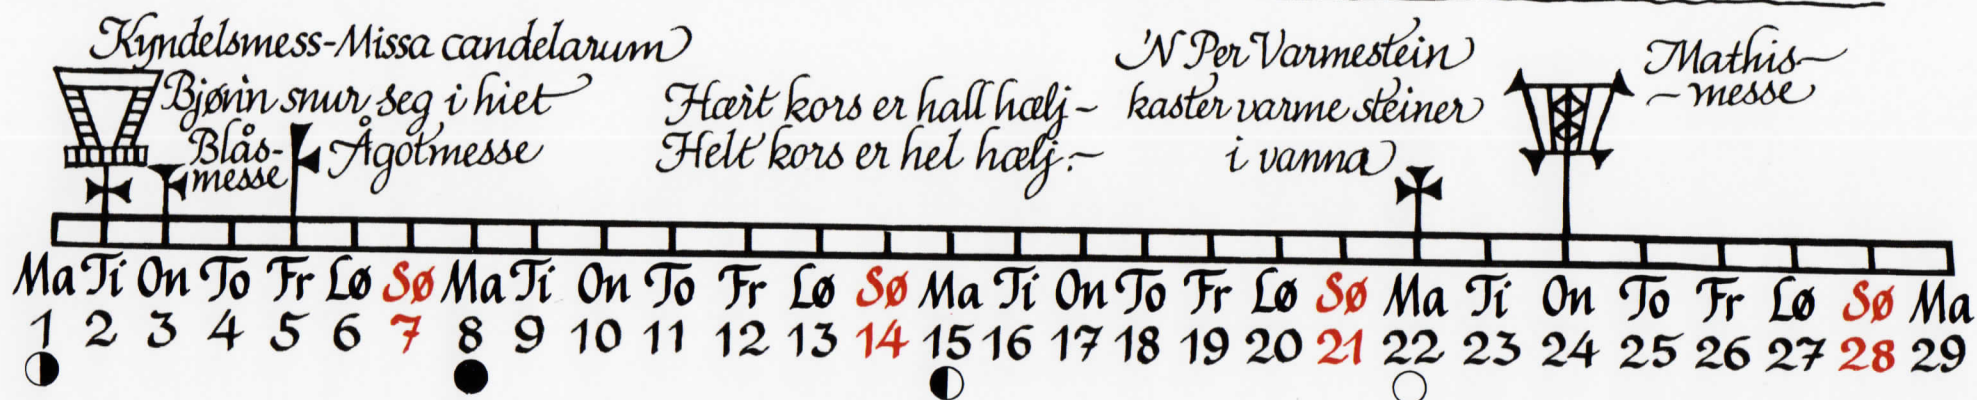 Kyndelsmess-Missa candelarum
Bjørin snur seg i hiet
Blås-
messe
Ågotmesse
Hært kors er hall hælj-
Helt kors er hel hælj.-
'N Per Varmestein
kaster varme steiner
i vanna
Mathis-
-messe
Ma Ti On To Fr Lø Sø Ma Ti On To Fr Lø Sø Ma Ti On To Fr Lø Sø Ma Ti On To Fr Lø Sø Ma
1 2 3 4 5 6 7 8 9 10 11 12 13 14 15 16 17 18 19 20 21 22 23 24 25 26 27 28 29